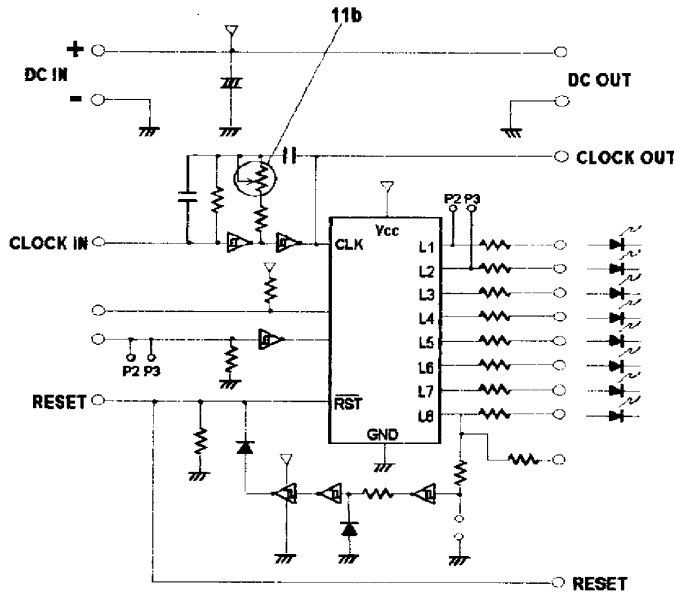 11b
+
DC IN
-
DC OUT
CLOCK OUT
P2 P3
Vcc
CLOCK IN
CLK
L1
L2
L3
L4
L5
L6
L7
L8
P2 P3
RESET
RST
GND
RESET